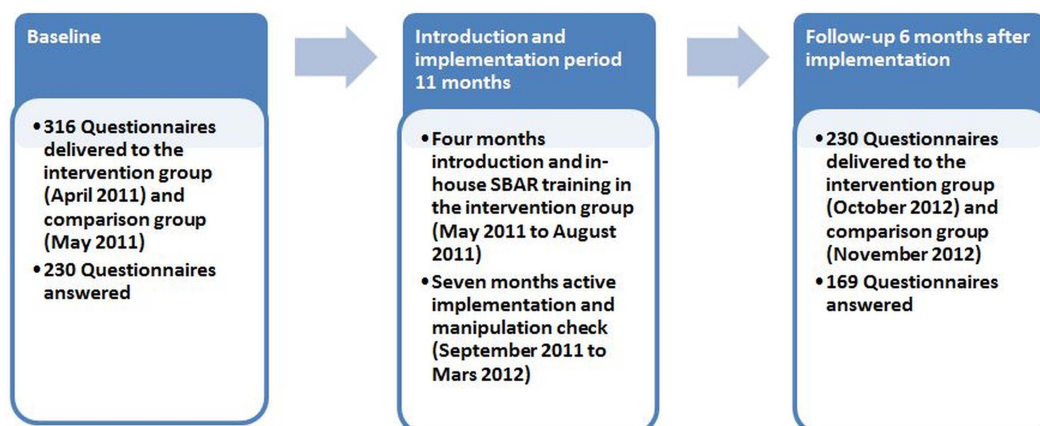 Baseline
•316 Questionnaires
delivered to the
intervention group
(April 2011) and
comparison group
(May 2011)
•230 Questionnaires
answered
Introduction and
implementation period
11 months
•Four months
introduction and in-
house SBAR training in
the intervention group
(May 2011 to August
2011)
•Seven months active
implementation and
manipulation check
(September 2011 to
Mars 2012)
Follow-up 6 months after
implementation
•230 Questionnaires
delivered to the
intervention group
(October 2012) and
comparison group
(November 2012)
•169 Questionnaires
answered